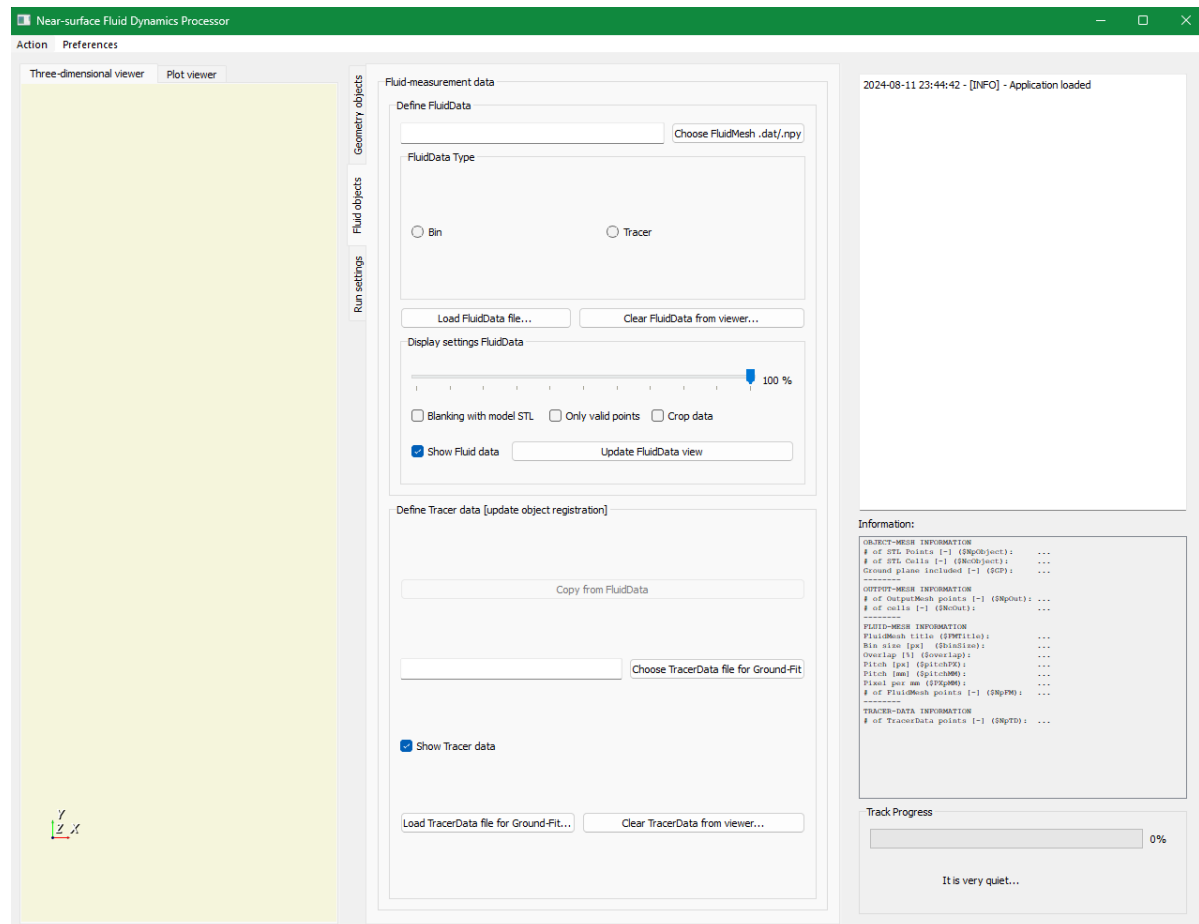 Near-surface Fluid Dynamics Processor
Action Preferences
Three-dimensional viewer Plot viewer
Y
Z X
Geometry objects
Fluid objects
Run settings
Fluid-measurement data
Define FluidData
Choose FluidMesh .dat/.npy
FluidData Type
Bin Tracer
Load FluidData file... Clear FluidData from viewer...
Display settings FluidData
100 %
Blanking with model STL Only valid points Crop data
Show Fluid data Update FluidData view
Define Tracer data [update object registration]
Copy from FluidData
Choose TracerData file for Ground-Fit
Show Tracer data
Load TracerData file for Ground-Fit... Clear TracerData from viewer...
2024-08-11 23:44:42 - [INFO] - Application loaded
Information:
OBJECT-MESH INFORMATION
# of STL Points [-] ($NpObject): ...
# of STL Cells [-] ($NcObject): ...
Ground plane included [-] ($GP): ...
--------
OUTPUT-MESH INFORMATION
# of OutputMesh points [-] ($NpOut): ...
# of cells [-] ($NcOut): ...
--------
FLUID-MESH INFORMATION
FluidMesh title ($FMTitle): ...
Bin size [px] ($binSize): ...
Overlap [%] ($overlap): ...
Pitch [px] ($pitchPX): ...
Pitch [mm] ($pitchMM): ...
Pixel per mm ($PXpMM): ...
# of FluidMesh points [-] ($NpFM): ...
--------
TRACER-DATA INFORMATION
# of TracerData points [-] ($NpTD): ...
Track Progress
0%
It is very quiet...